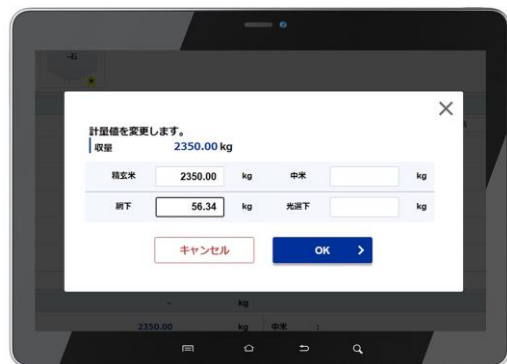 計量値を変更します。
収量 2350.00 kg
精玄米 2350.00 kg 中米 kg
網下 56.34 kg 光選下 kg
キャンセル OK
- kg
2350.00 kg 中米 :